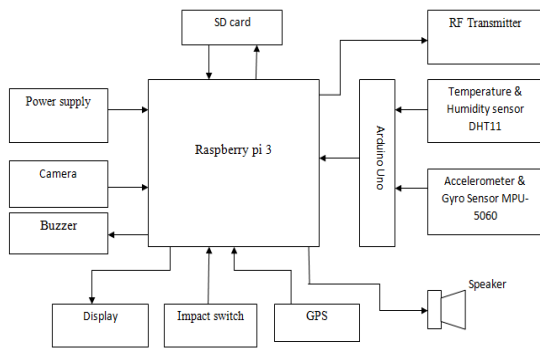 SD card
RF Transmitter
Power supply
Temperature &
Humidity sensor
DHT11
Raspberry pi 3
Arduino Uno
Camera
Accelerometer &
Gyro Sensor MPU-
5060
Buzzer
Speaker
Display
Impact switch
GPS